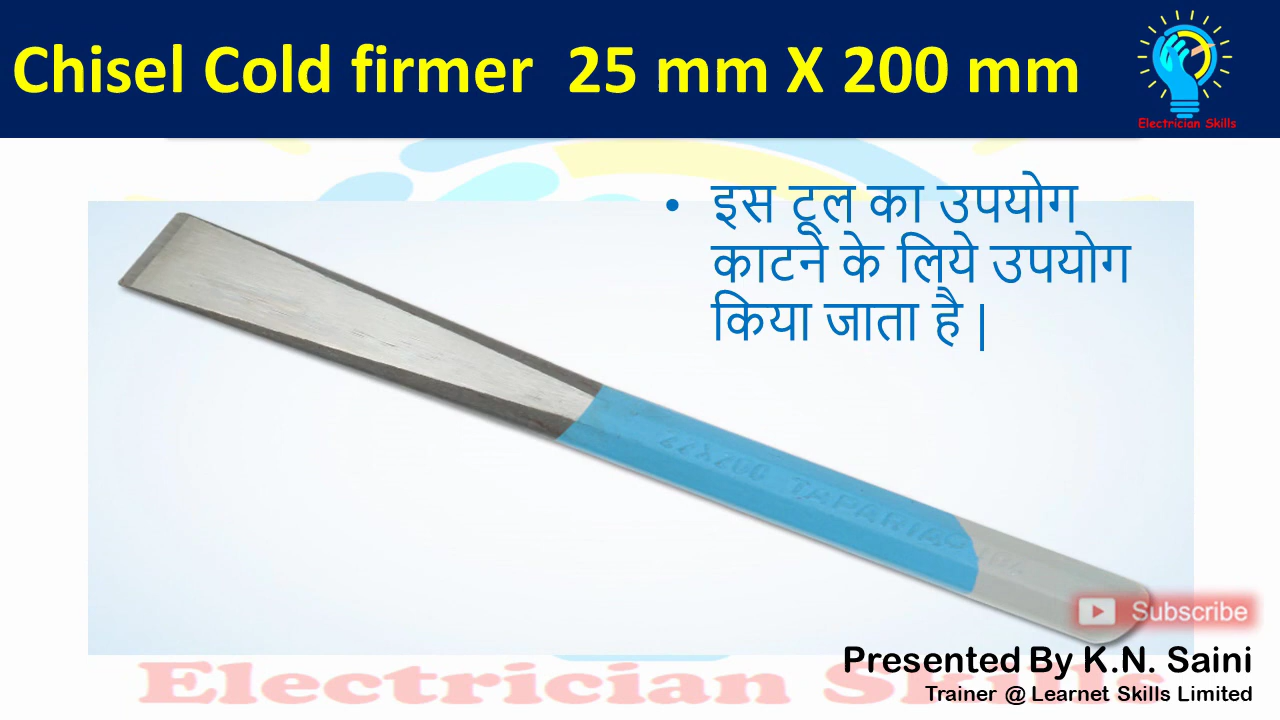 Chisel Cold firmer 25 mm X 200 mm
Electrician Skills
• इस टूल का उपयोग
काटने के लिये उपयोग
किया जाता है |
TAPARIA
Subscribe
Presented By K.N. Saini
Trainer @ Learnet Skills Limited
Electrician Skills